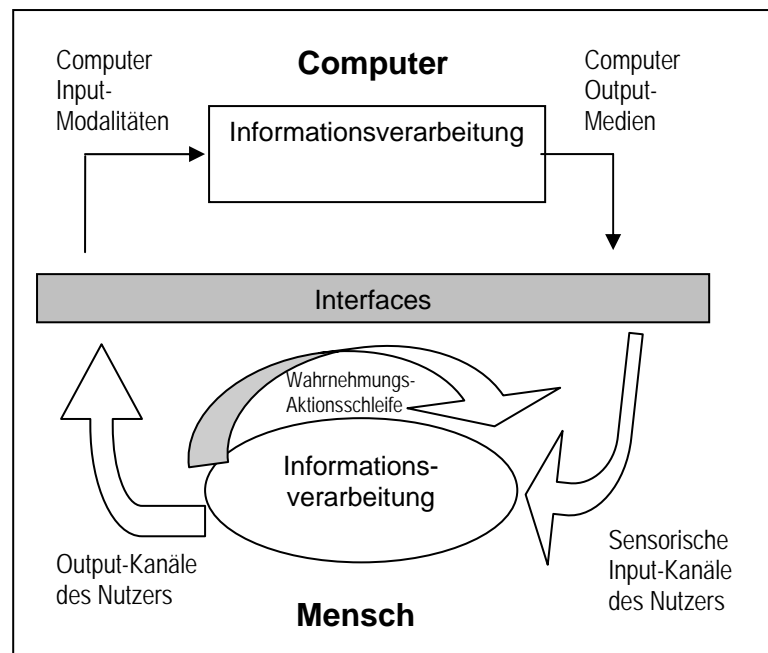 Computer
Input-
Modalitäten
Computer
Computer
Output-
Medien
Informationsverarbeitung
Interfaces
Wahrnehmungs-
Aktionsschleife
Informations-
verarbeitung
Output-Kanäle
des Nutzers
Sensorische
Input-Kanäle
des Nutzers
Mensch